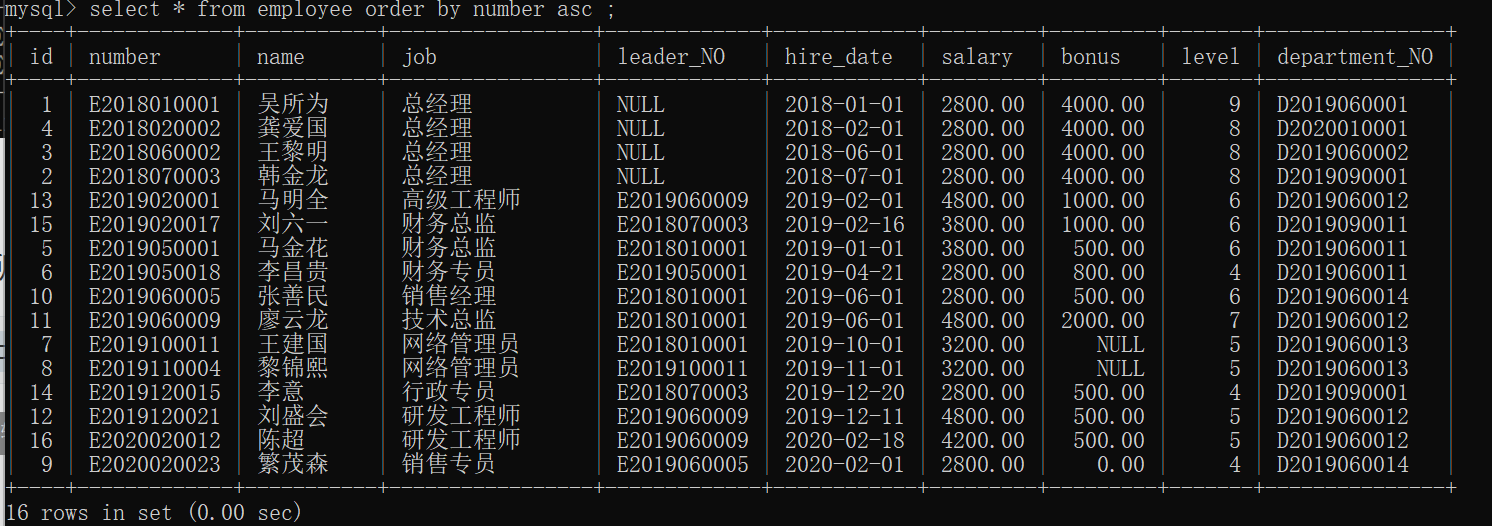 mysql> select * from employee order by number asc ;
+----+------------+--------+--------------+-------------+------------+---------+---------+-------+---------------+
| id | number | name | job | leader_NO | hire_date | salary | bonus | level | department_NO |
+----+------------+--------+--------------+-------------+------------+---------+---------+-------+---------------+
| 1 | E2018010001 | 吴所为 | 总经理 | NULL | 2018-01-01 | 2800.00 | 4000.00 | 9 | D2019060001 |
| 4 | E2018020002 | 龚爱国 | 总经理 | NULL | 2018-02-01 | 2800.00 | 4000.00 | 8 | D2020010001 |
| 3 | E2018060002 | 王黎明 | 总经理 | NULL | 2018-06-01 | 2800.00 | 4000.00 | 8 | D2019060002 |
| 2 | E2018070003 | 韩金龙 | 总经理 | NULL | 2018-07-01 | 2800.00 | 4000.00 | 8 | D2019090001 |
| 13 | E2019020001 | 马明全 | 高级工程师 | E2019060009 | 2019-02-01 | 4800.00 | 1000.00 | 6 | D2019060012 |
| 15 | E2019020017 | 刘六一 | 财务总监 | E2018070003 | 2019-02-16 | 3800.00 | 1000.00 | 6 | D2019090011 |
| 5 | E2019050001 | 马金花 | 财务总监 | E2018010001 | 2019-01-01 | 3800.00 | 500.00 | 6 | D2019060011 |
| 6 | E2019050018 | 李昌贵 | 财务专员 | E2019050001 | 2019-04-21 | 2800.00 | 800.00 | 4 | D2019060011 |
| 10 | E2019060005 | 张善民 | 销售经理 | E2018010001 | 2019-06-01 | 2800.00 | 500.00 | 6 | D2019060014 |
| 11 | E2019060009 | 廖云龙 | 技术总监 | E2018010001 | 2019-06-01 | 4800.00 | 2000.00 | 7 | D2019060012 |
| 7 | E2019100011 | 王建国 | 网络管理员 | E2018010001 | 2019-10-01 | 3200.00 | NULL | 5 | D2019060013 |
| 8 | E2019110004 | 黎锦熙 | 网络管理员 | E2019100011 | 2019-11-01 | 3200.00 | NULL | 5 | D2019060013 |
| 14 | E2019120015 | 李意 | 行政专员 | E2018070003 | 2019-12-20 | 2800.00 | 500.00 | 4 | D2019090001 |
| 12 | E2019120021 | 刘盛会 | 研发工程师 | E2019060009 | 2019-12-11 | 4800.00 | 500.00 | 5 | D2019060012 |
| 16 | E2020020012 | 陈超 | 研发工程师 | E2019060009 | 2020-02-18 | 4200.00 | 500.00 | 5 | D2019060012 |
| 9 | E2020020023 | 繁茂森 | 销售专员 | E2019060005 | 2020-02-01 | 2800.00 | 0.00 | 4 | D2019060014 |
+----+------------+--------+--------------+-------------+------------+---------+---------+-------+---------------+
16 rows in set (0.00 sec)